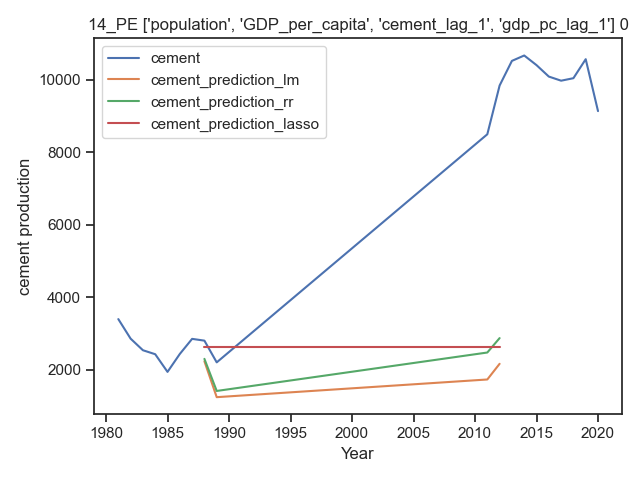 14_PE ['population', 'GDP_per_capita', 'cement_lag_1', 'gdp_pc_lag_1'] 0
cement
cement_prediction_lm
cement_prediction_rr
cement_prediction_lasso
10000
8000
6000
4000
2000
cement production
1980 1985 1990 1995 2000 2005 2010 2015 2020
Year